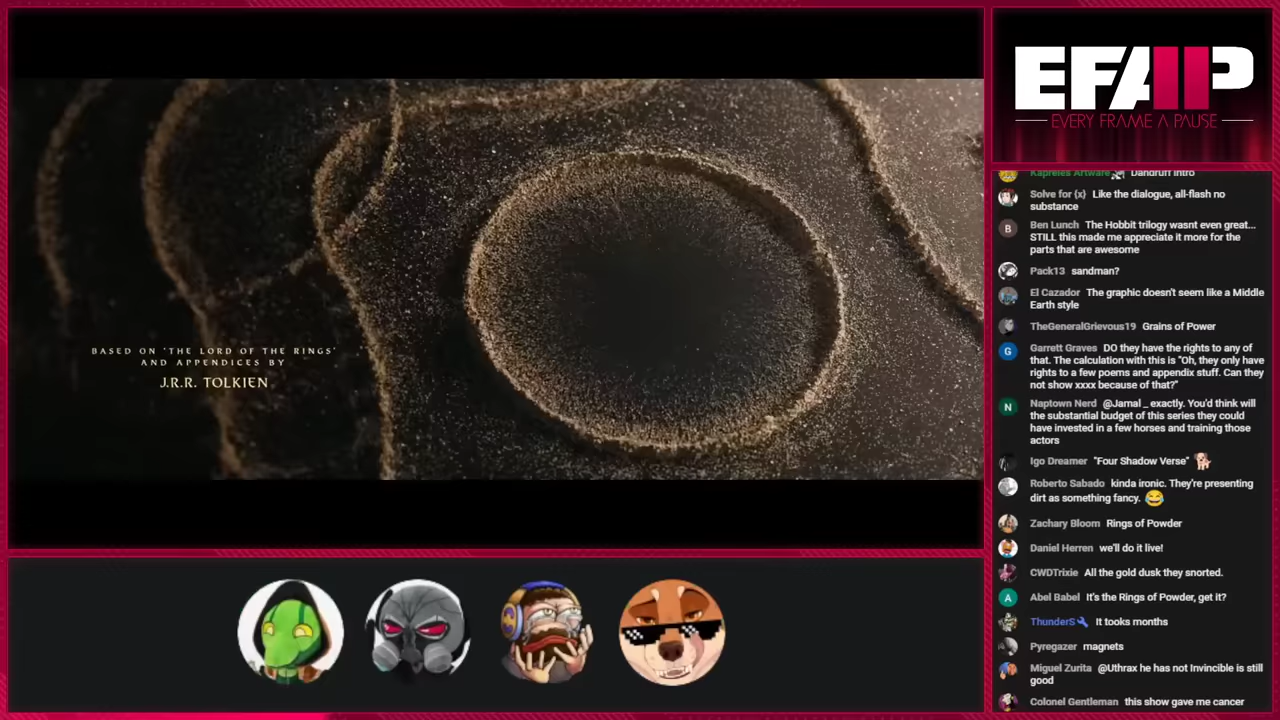 BASED ON 'THE LORD OF THE RINGS'
AND APPENDICES BY
J.R.R. TOLKIEN
EFAP
EVERY FRAME A PAUSE
Kapreles Artware Dandruff intro
Solve for {x} Like the dialogue, all-flash no
substance
B
Ben Lunch The Hobbit trilogy wasnt even great...
STILL this made me appreciate it more for the
parts that are awesome
Pack13 sandman?
El Cazador The graphic doesn't seem like a Middle
Earth style
TheGeneralGrievous19 Grains of Power
G
Garrett Graves DO they have the rights to any of
that. The calculation with this is "Oh, they only have
rights to a few poems and appendix stuff. Can they
not show xxxx because of that?"
N
Naptown Nerd @Jamal _ exactly. You'd think will
the substantial budget of this series they could
have invested in a few horses and training those
actors
Igo Dreamer "Four Shadow Verse"
Roberto Sabado kinda ironic. They're presenting
dirt as something fancy.
Zachary Bloom Rings of Powder
Daniel Herren we'll do it live!
CWDTrixie All the gold dusk they snorted.
A
Abel Babel It's the Rings of Powder, get it?
ThunderS It tooks months
Pyregazer magnets
Miguel Zurita @Uthrax he has not Invincible is still
good
Colonel Gentleman this show gave me cancer